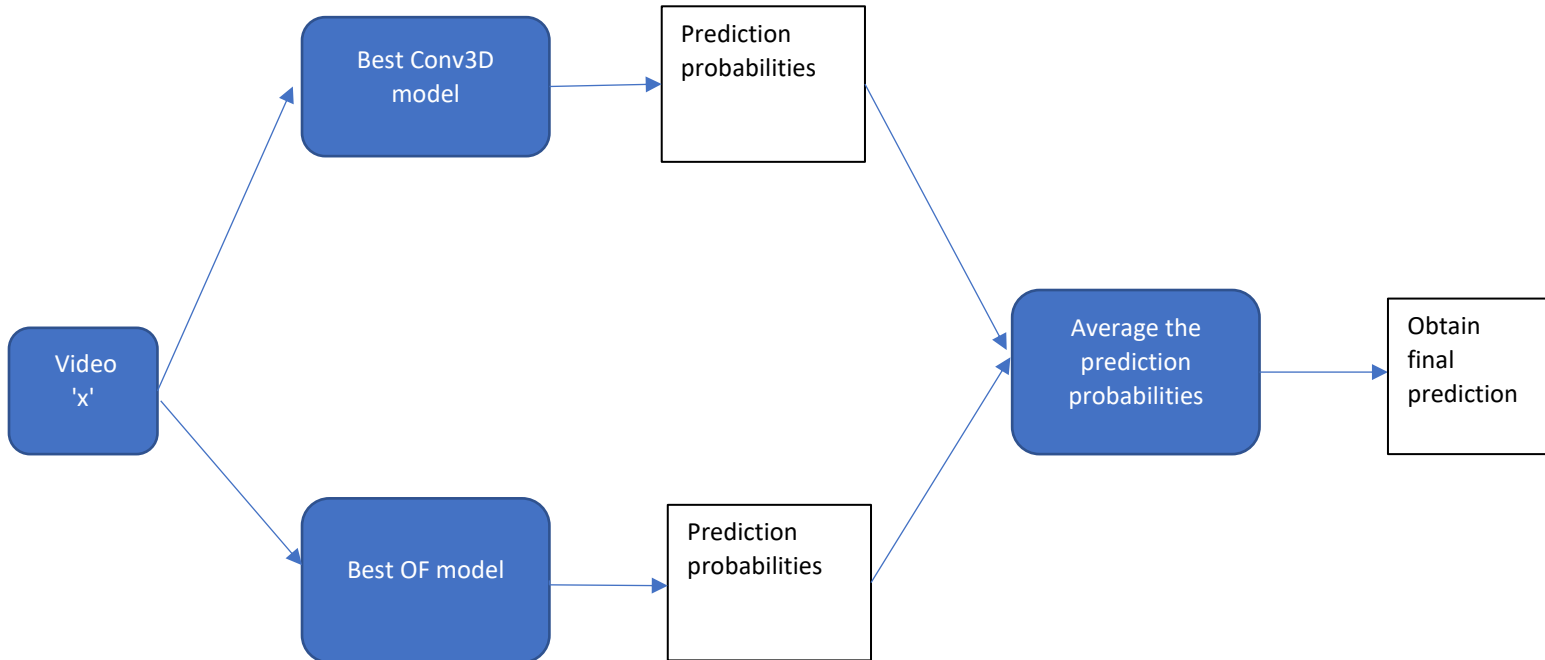 Best Conv3D
model
Prediction
probabilities
Video
'x'
Average the
prediction
probabilities
Obtain
final
prediction
Best OF model
Prediction
probabilities